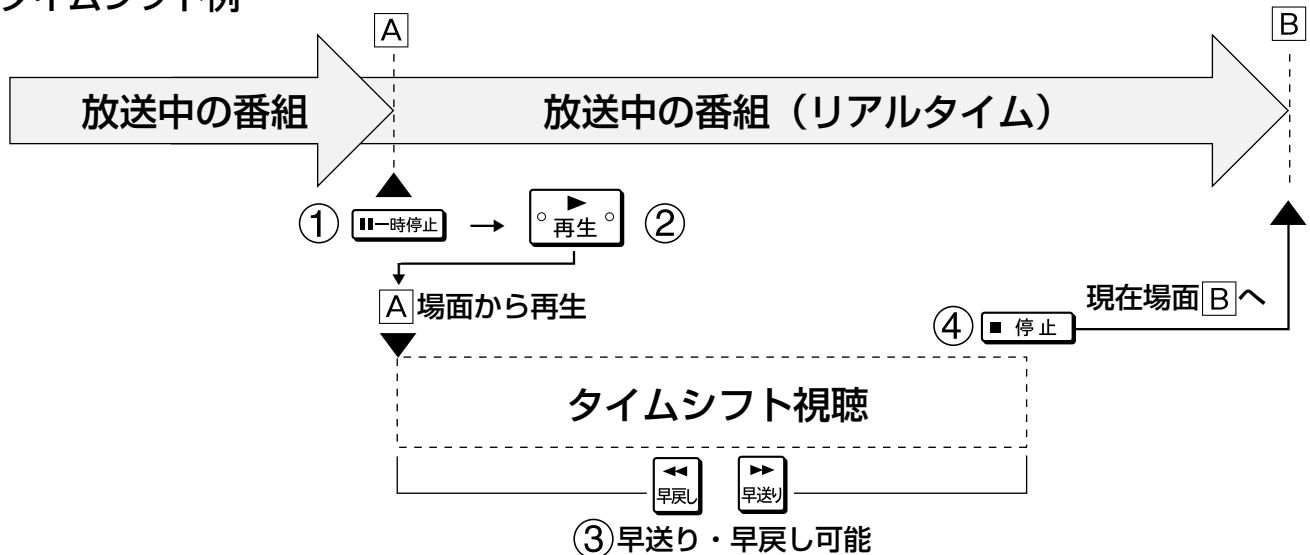 タイムシフト例
A
B
放送中の番組
放送中の番組（リアルタイム）
① 一時停止 → 再生 ②
A 場面から再生
現在場面 B へ
④ ■ 停止
タイムシフト視聴
早戻し 早送り
③早送り・早戻し可能